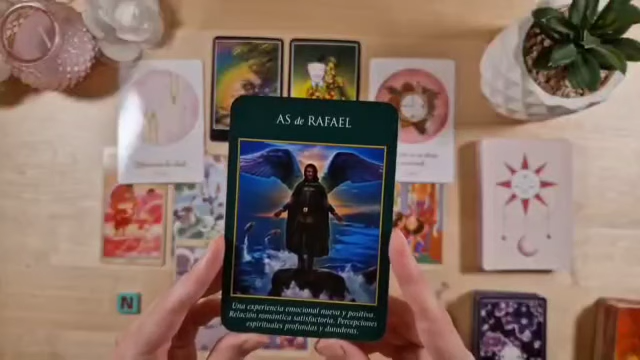 AS de RAFAEL
Una experiencia emocional nueva y positiva.
Relación romántica satisfactoria. Percepciones
espirituales profundas y duraderas.
N